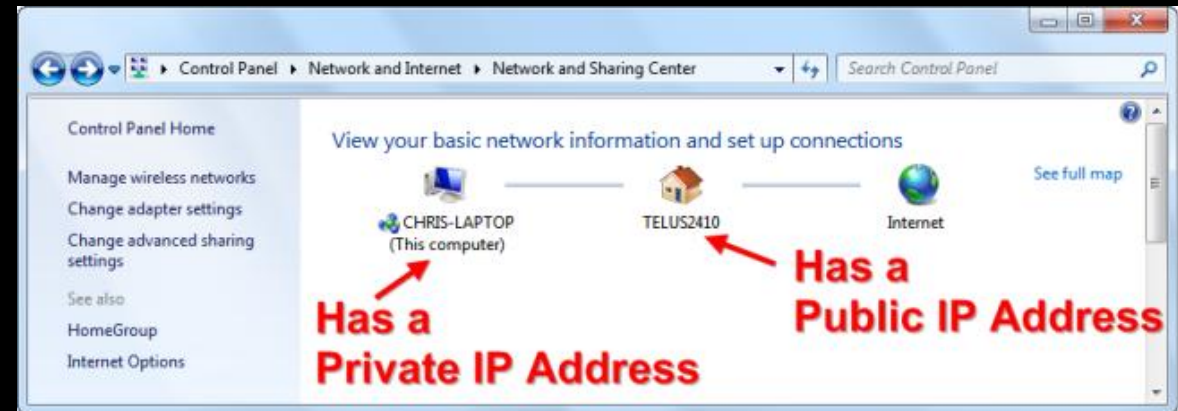 Control Panel Network and Internet Network and Sharing Center
Search Control Panel
Control Panel Home
Manage wireless networks
Change adapter settings
Change advanced sharing
settings
See also
HomeGroup
Internet Options
View your basic network information and set up connections
See full map
CHRIS-LAPTOP
(This computer)
TELUS2410
Internet
Has a
Private IP Address
Has a
Public IP Address